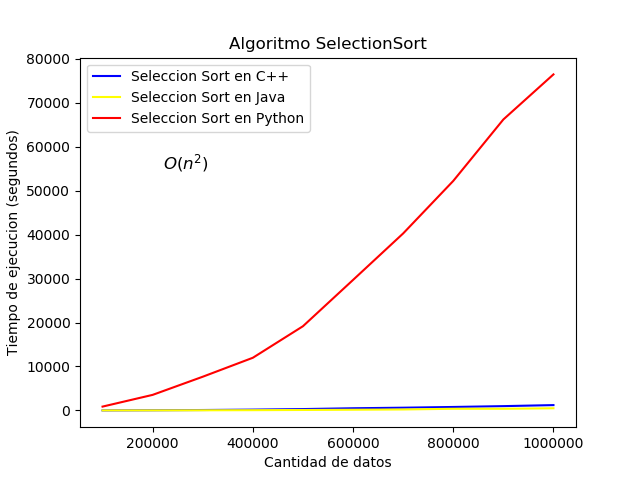 Algoritmo SelectionSort
Seleccion Sort en C++
Seleccion Sort en Java
Seleccion Sort en Python
O(n²)
Tiempo de ejecucion (segundos)
80000
70000
60000
50000
40000
30000
20000
10000
0
200000 400000 600000 800000 1000000
Cantidad de datos